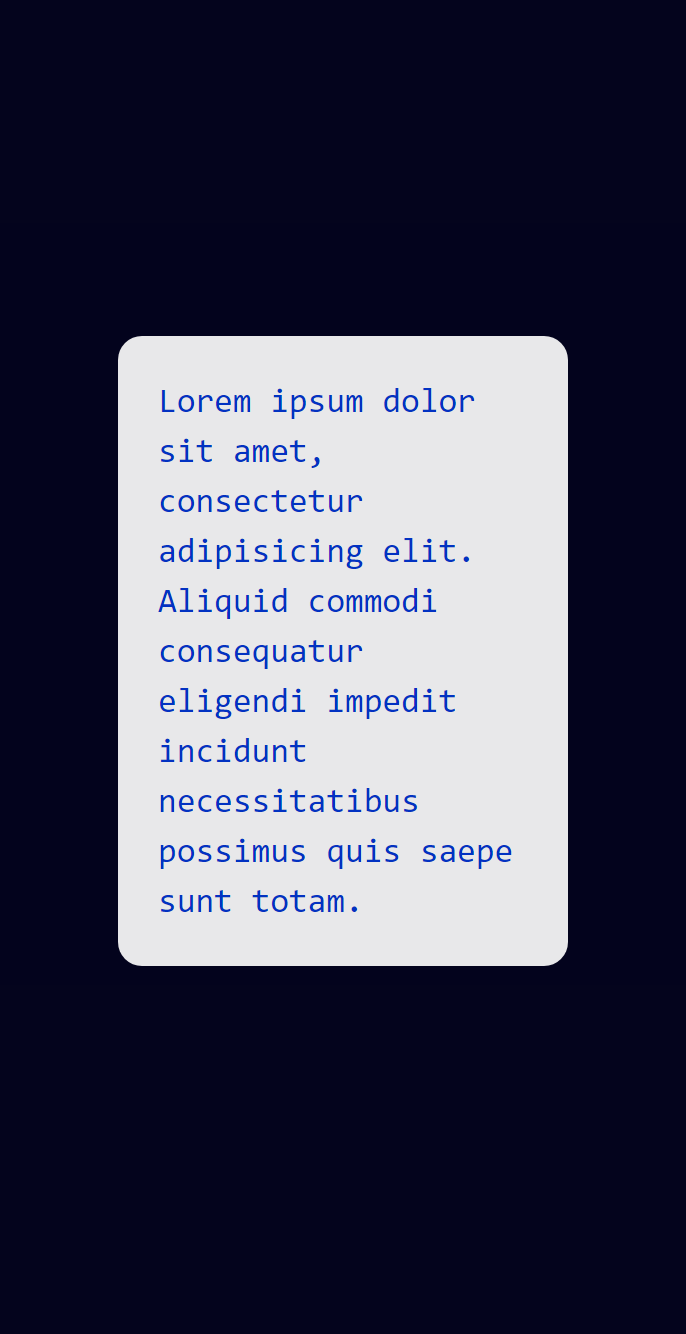 Lorem ipsum dolor
sit amet,
consectetur
adipisicing elit.
Aliquid commodi
consequatur
eligendi impedit
incidunt
necessitatibus
possimus quis saepe
sunt totam.